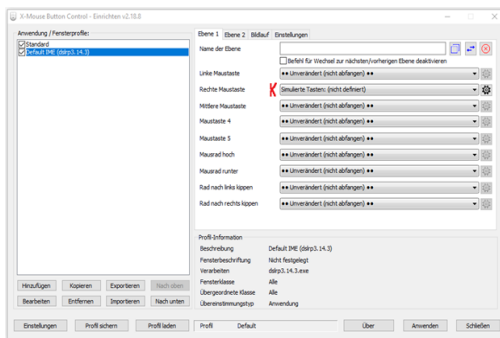 X-Mouse Button Control - Einrichten v2.18.8
Anwendung / Fensterprofile:
Standard
Default IME (dslrp3.14.3)
Hinzufügen Kopieren Exportieren Nach oben
Bearbeiten Entfernen Importieren Nach unten
Ebene 1 Ebene 2 Bildlauf Einstellungen
Name der Ebene
Befehl für Wechsel zur nächsten/vorherigen Ebene deaktivieren
Linke Maustaste ** Unverändert (nicht abfangen) **
Rechte Maustaste K Simulierte Tasten: (nicht definiert)
Mittlere Maustaste ** Unverändert (nicht abfangen) **
Maustaste 4 ** Unverändert (nicht abfangen) **
Maustaste 5 ** Unverändert (nicht abfangen) **
Mausrad hoch ** Unverändert (nicht abfangen) **
Mausrad runter ** Unverändert (nicht abfangen) **
Rad nach links kippen ** Unverändert (nicht abfangen) **
Rad nach rechts kippen ** Unverändert (nicht abfangen) **
Profil-Information
Beschreibung Default IME (dslrp3.14.3)
Fensterbeschriftung Nicht festgelegt
Verarbeiten dslrp3.14.3.exe
Fensterklasse Alle
Übergeordnete Klasse Alle
Übereinstimmungstyp Anwendung
Einstellungen Profil sichern Profil laden Profil Default Über Anwenden Schließen